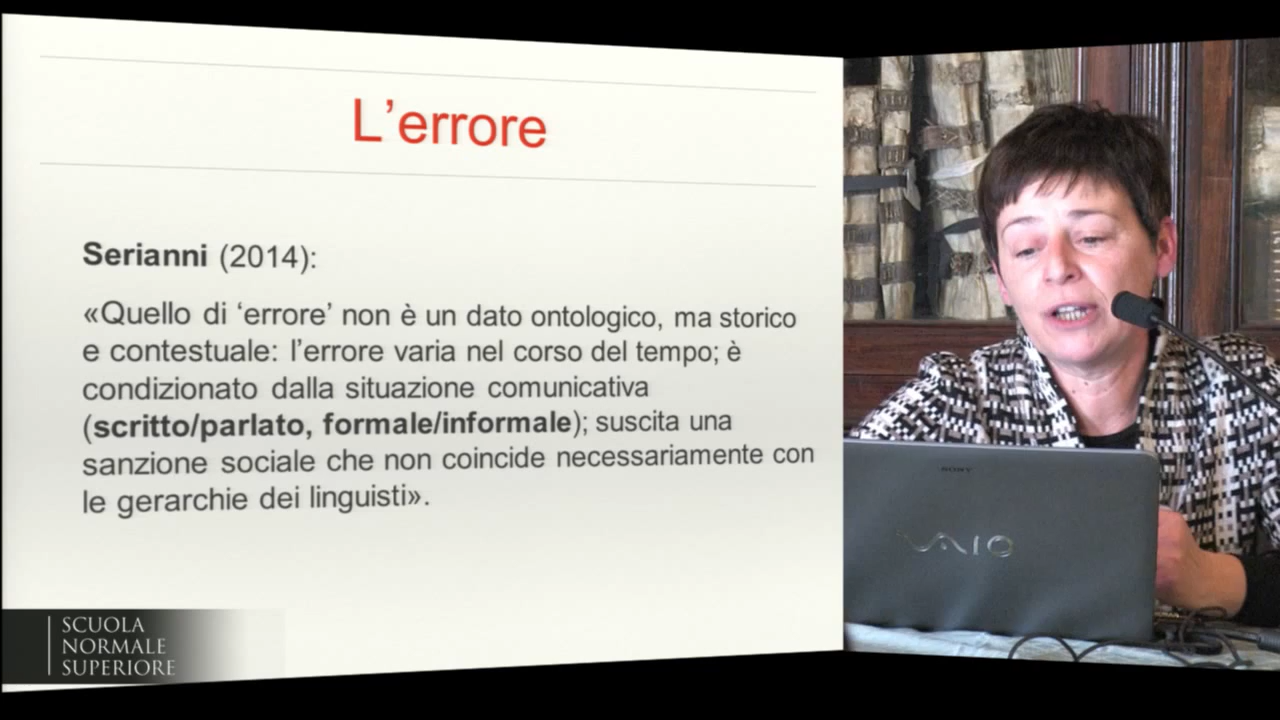 L'errore
Serianni (2014):
«Quello di ‘errore’ non è un dato ontologico, ma storico
e contestuale: l'errore varia nel corso del tempo; è
condizionato dalla situazione comunicativa
(scritto/parlato, formale/informale); suscita una
sanzione sociale che non coincide necessariamente con
le gerarchie dei linguisti».
SCUOLA
NORMALE
SUPERIORE
SONY
VAIO